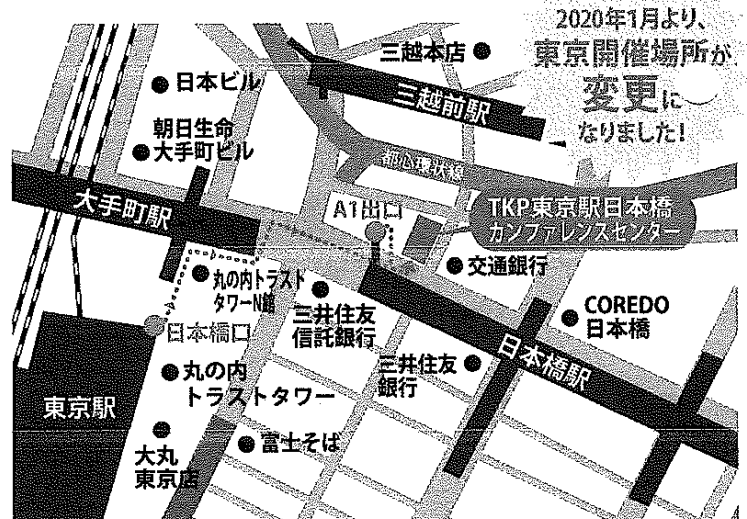 2020年1月より、
東京開催場所が
変更に
なりました!
三越本店
日本ビル
三越前駅
朝日生命
大手町ビル
都心環状線
大手町駅
A1出口
TKP東京駅日本橋
カンファレンスセンター
交通銀行
丸の内トラスト
タワーN館
三井住友
信託銀行
COREDO
日本橋
日本橋口
日本橋駅
三井住友
銀行
丸の内
トラストタワー
東京駅
大丸
東京店
富士そば